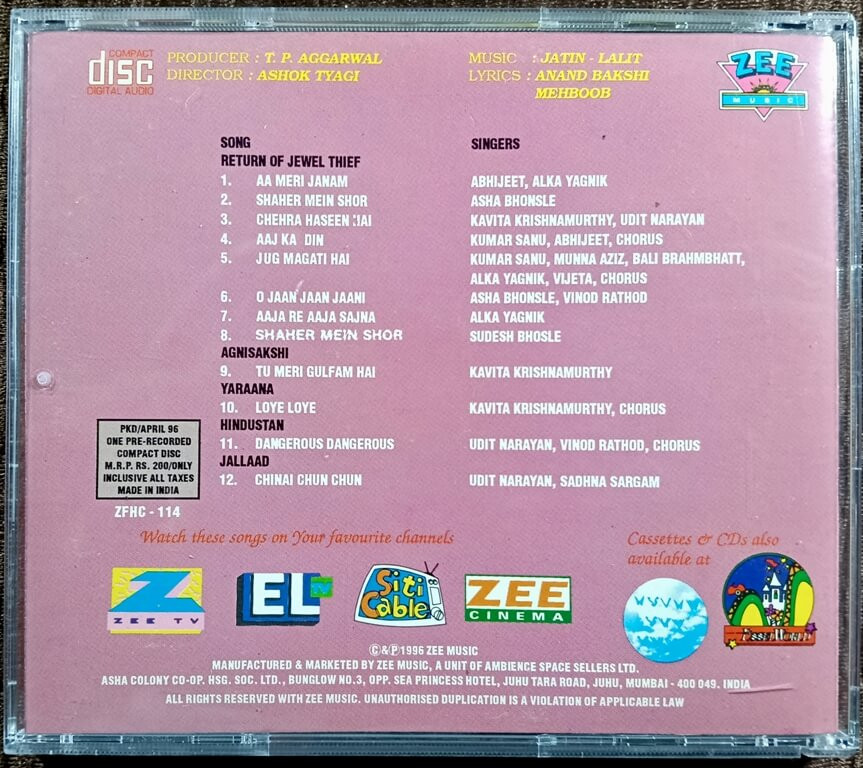 COMPACT
disc
DIGITAL AUDIO
PRODUCER : T. P. AGGARWAL
DIRECTOR : ASHOK TYAGI
MUSIC : JATIN - LALIT
LYRICS : ANAND BAKSHI
MEHBOOB
ZEE
MUSIC
SONG SINGERS
RETURN OF JEWEL THIEF
1. AA MERI JANAM ABHIJEET, ALKA YAGNIK
2. SHAHER MEIN SHOR ASHA BHONSLE
3. CHEHRA HASEEN HAI KAVITA KRISHNAMURTHY, UDIT NARAYAN
4. AAJ KA DIN KUMAR SANU, ABHIJEET, CHORUS
5. JUG MAGATI HAI KUMAR SANU, MUNNA AZIZ, BALI BRAHMBHATT,
ALKA YAGNIK, VIJETA, CHORUS
6. O JAAN JAAN JAANI ASHA BHONSLE, VINOD RATHOD
7. AAJA RE AAJA SAJNA ALKA YAGNIK
8. SHAHER MEIN SHOR SUDESH BHOSLE
AGNISAKSHI
9. TU MERI GULFAM HAI KAVITA KRISHNAMURTHY
YARAANA
10. LOYE LOYE KAVITA KRISHNAMURTHY, CHORUS
HINDUSTAN
11. DANGEROUS DANGEROUS UDIT NARAYAN, VINOD RATHOD, CHORUS
JALLAAD
12. CHINAI CHUN CHUN UDIT NARAYAN, SADHNA SARGAM
PKD/APRIL 96
ONE PRE-RECORDED
COMPACT DISC
M.R.P. RS. 200/ONLY
INCLUSIVE ALL TAXES
MADE IN INDIA
ZFHC - 114
Watch these songs on Your favourite channels
Cassettes & CDs also
available at
Z
ZEE TV
EL TV
Siti
Cable
ZEE
CINEMA
EsselWorld
©&℗1996 ZEE MUSIC
MANUFACTURED & MARKETED BY ZEE MUSIC, A UNIT OF AMBIENCE SPACE SELLERS LTD.
ASHA COLONY CO-OP. HSG. SOC. LTD., BUNGLOW NO.3, OPP. SEA PRINCESS HOTEL, JUHU TARA ROAD, JUHU, MUMBAI - 400 049. INDIA
ALL RIGHTS RESERVED WITH ZEE MUSIC. UNAUTHORISED DUPLICATION IS A VIOLATION OF APPLICABLE LAW